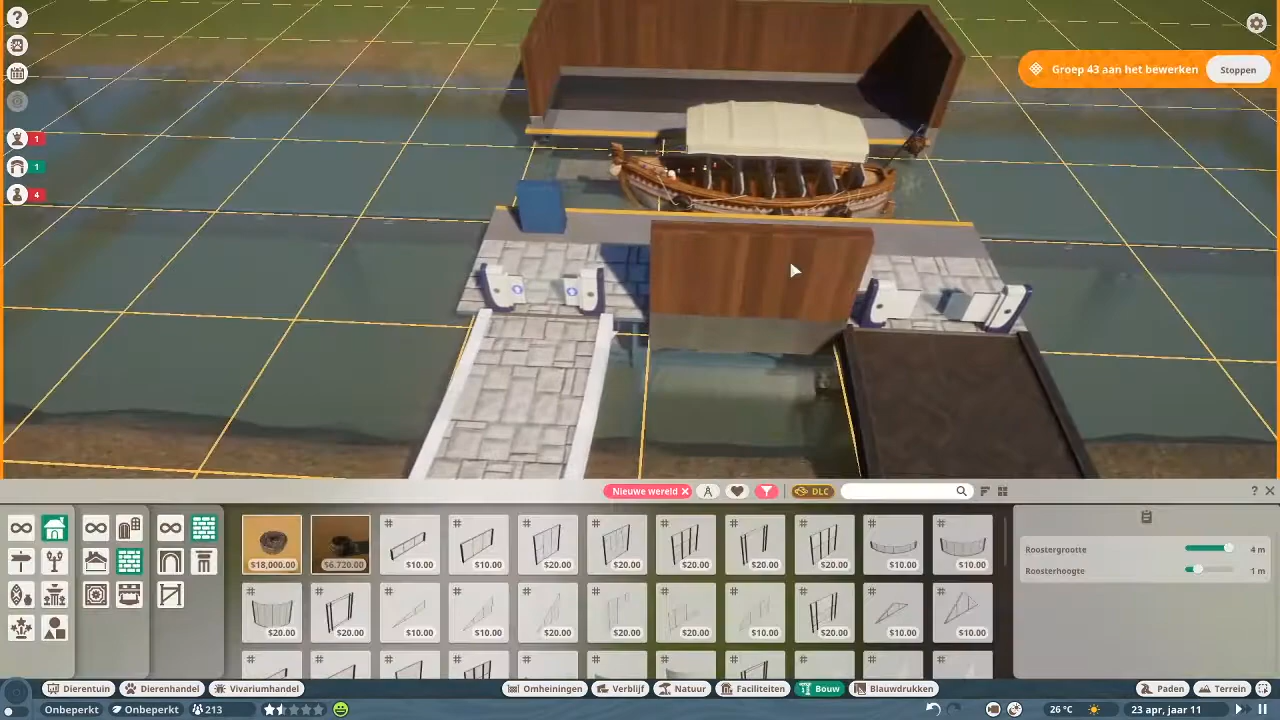 ?
Groep 43 aan het bewerken
Stoppen
1
1
4
Nieuwe wereld ×
DLC
? ×
$18,000.00 $6,720.00 $10.00 $10.00 $20.00 $20.00 $20.00 $20.00 $20.00 $10.00 $10.00
$20.00 $20.00 $10.00 $10.00 $20.00 $20.00 $20.00 $10.00 $20.00 $10.00 $10.00
Roostergrootte 4 m
Roosterhoogte 1 m
Dierentuin Dierenhandel Vivariumhandel Omheiningen Verblijf Natuur Faciliteiten Bouw Blauwdrukken Paden Terrein
Onbeperkt Onbeperkt 213 26 °C 23 apr, jaar 11